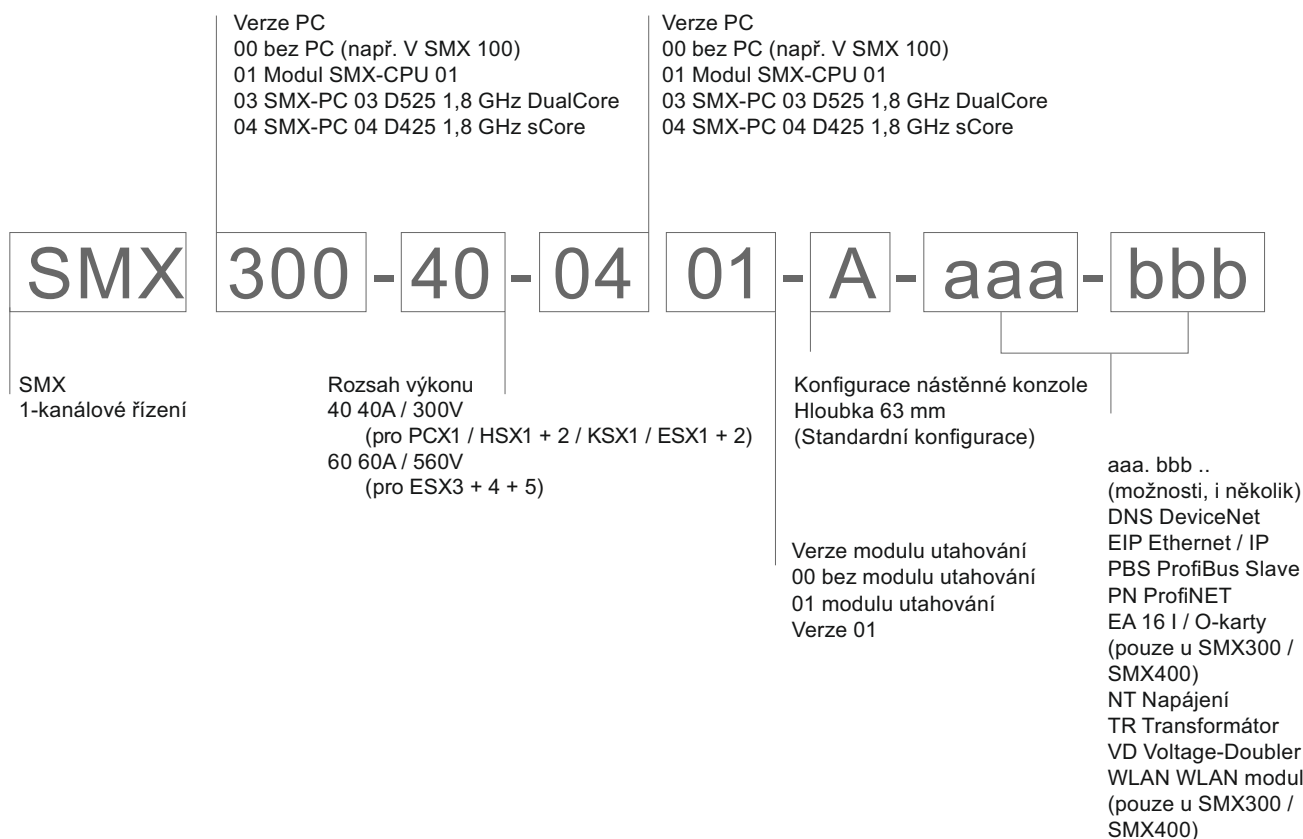 Verze PC
00 bez PC (např. V SMX 100)
01 Modul SMX-CPU 01
03 SMX-PC 03 D525 1,8 GHz DualCore
04 SMX-PC 04 D425 1,8 GHz sCore
Verze PC
00 bez PC (např. V SMX 100)
01 Modul SMX-CPU 01
03 SMX-PC 03 D525 1,8 GHz DualCore
04 SMX-PC 04 D425 1,8 GHz sCore
SMX 300-40-04 01-A-aaa-bbb
SMX
1-kanálové řízení
Rozsah výkonu
40 40A / 300V
(pro PCX1 / HSX1 + 2 / KSX1 / ESX1 + 2)
60 60A / 560V
(pro ESX3 + 4 + 5)
Konfigurace nástěnné konzole
Hloubka 63 mm
(Standardní konfigurace)
Verze modulu utahování
00 bez modulu utahování
01 modulu utahování
Verze 01
aaa. bbb ..
(možnosti, i několik)
DNS DeviceNet
EIP Ethernet / IP
PBS ProfiBus Slave
PN ProfiNET
EA 16 I / O-karty
(pouze u SMX300 /
SMX400)
NT Napájení
TR Transformátor
VD Voltage-Doubler
WLAN WLAN modul
(pouze u SMX300 /
SMX400)